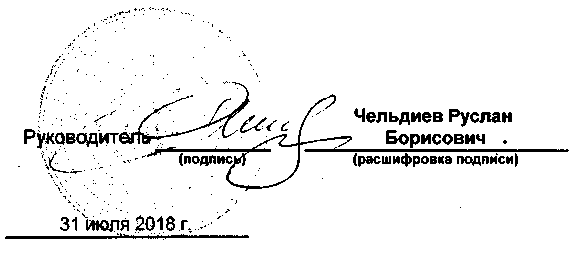 Чельдиев Руслан
Руководитель Борисович
(подпись) (расшифровка подписи)
31 июля 2018 г.